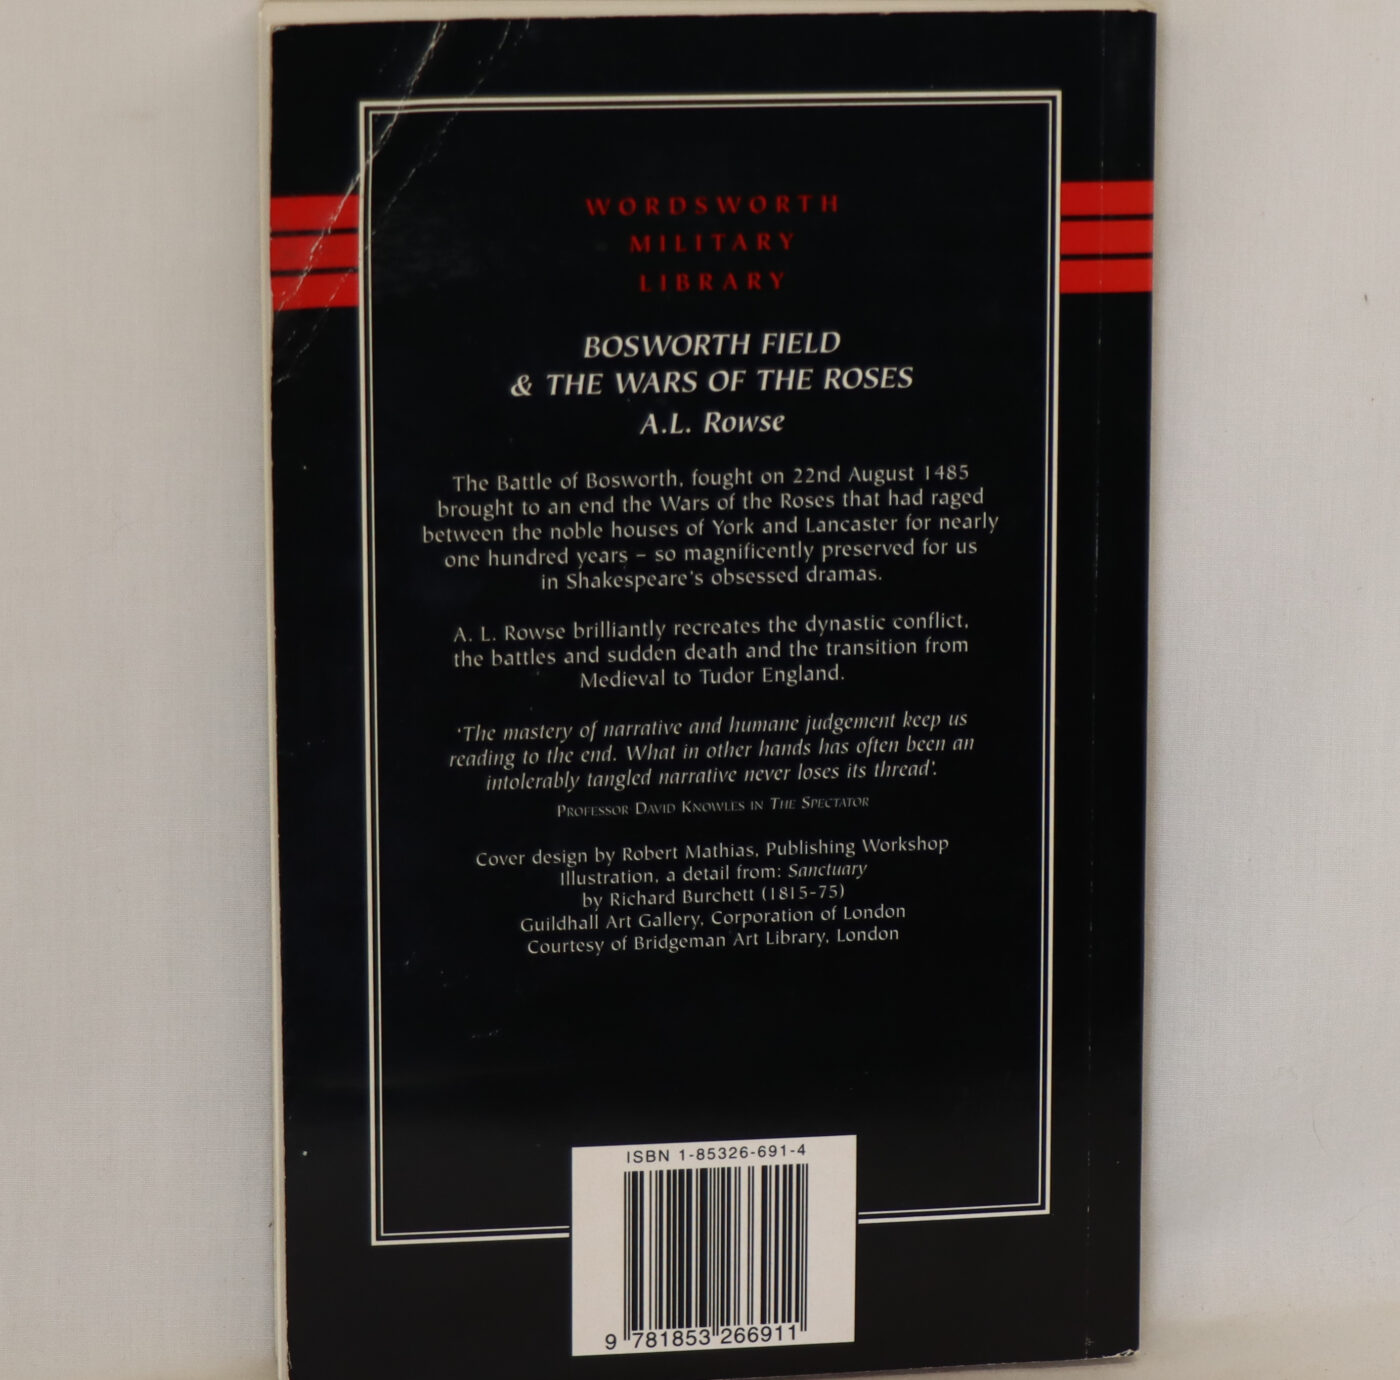 WORDSWORTH
MILITARY
LIBRARY
BOSWORTH FIELD
& THE WARS OF THE ROSES
A.L. Rowse
The Battle of Bosworth, fought on 22nd August 1485
brought to an end the Wars of the Roses that had raged
between the noble houses of York and Lancaster for nearly
one hundred years – so magnificently preserved for us
in Shakespeare's obsessed dramas.
A. L. Rowse brilliantly recreates the dynastic conflict,
the battles and sudden death and the transition from
Medieval to Tudor England.
'The mastery of narrative and humane judgement keep us
reading to the end. What in other hands has often been an
intolerably tangled narrative never loses its thread'.
PROFESSOR DAVID KNOWLES IN THE SPECTATOR
Cover design by Robert Mathias, Publishing Workshop
Illustration, a detail from: Sanctuary
by Richard Burchett (1815-75)
Guildhall Art Gallery, Corporation of London
Courtesy of Bridgeman Art Library, London
ISBN 1-85326-691-4
9 781853 266911